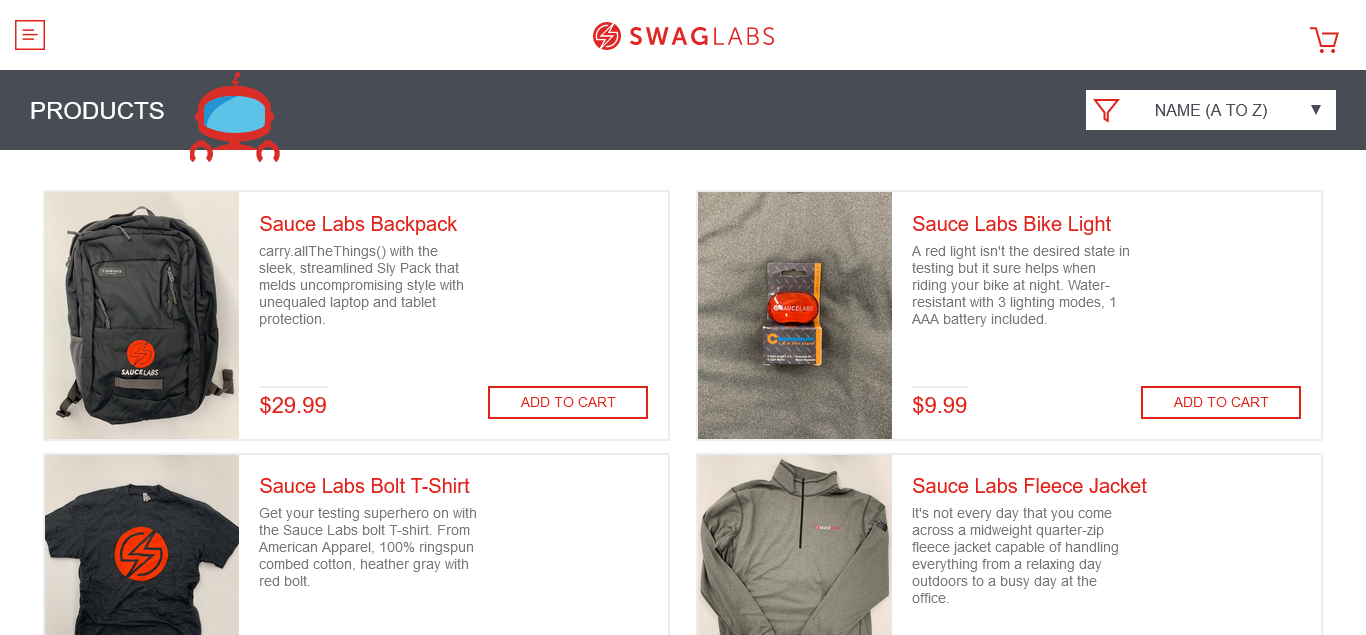 SWAGLABS
PRODUCTS
NAME (A TO Z)
Sauce Labs Backpack
carry.allTheThings() with the
sleek, streamlined Sly Pack that
melds uncompromising style with
unequaled laptop and tablet
protection.
$29.99
ADD TO CART
SAUCELABS
Sauce Labs Bike Light
A red light isn't the desired state in
testing but it sure helps when
riding your bike at night. Water-
resistant with 3 lighting modes, 1
AAA battery included.
$9.99
ADD TO CART
SAUCELABS
Sauce Labs Bolt T-Shirt
Get your testing superhero on with
the Sauce Labs bolt T-shirt. From
American Apparel, 100% ringspun
combed cotton, heather gray with
red bolt.
Sauce Labs Fleece Jacket
It's not every day that you come
across a midweight quarter-zip
fleece jacket capable of handling
everything from a relaxing day
outdoors to a busy day at the
office.